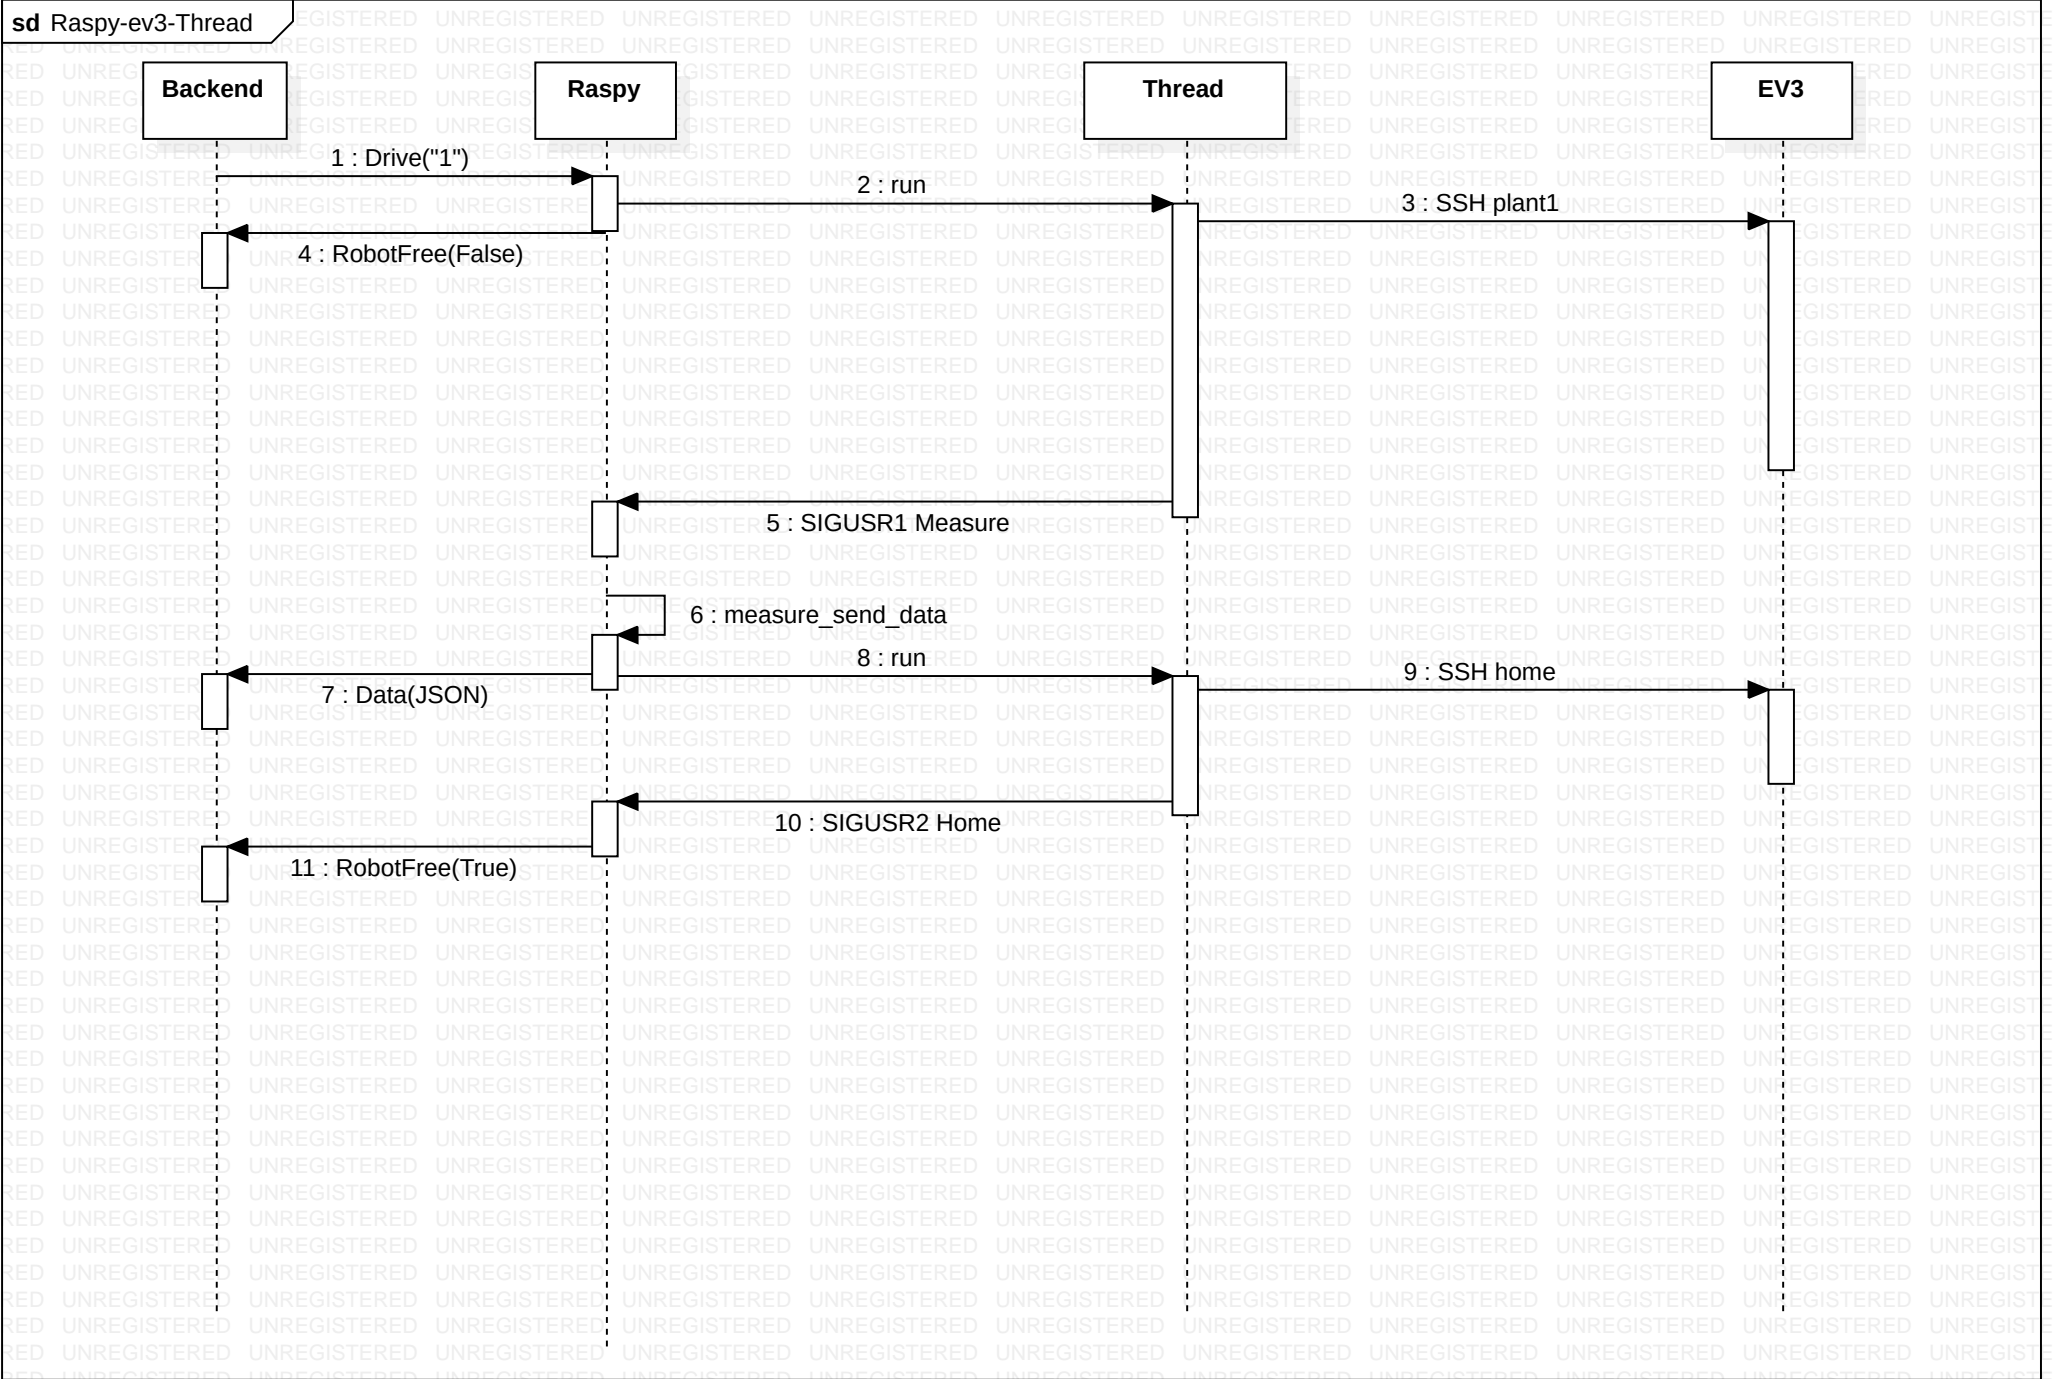 sd Raspy-ev3-Thread
Backend
Raspy
Thread
EV3
1 : Drive("1")
2 : run
3 : SSH plant1
4 : RobotFree(False)
5 : SIGUSR1 Measure
6 : measure_send_data
7 : Data(JSON)
8 : run
9 : SSH home
10 : SIGUSR2 Home
11 : RobotFree(True)
UNREGISTERED